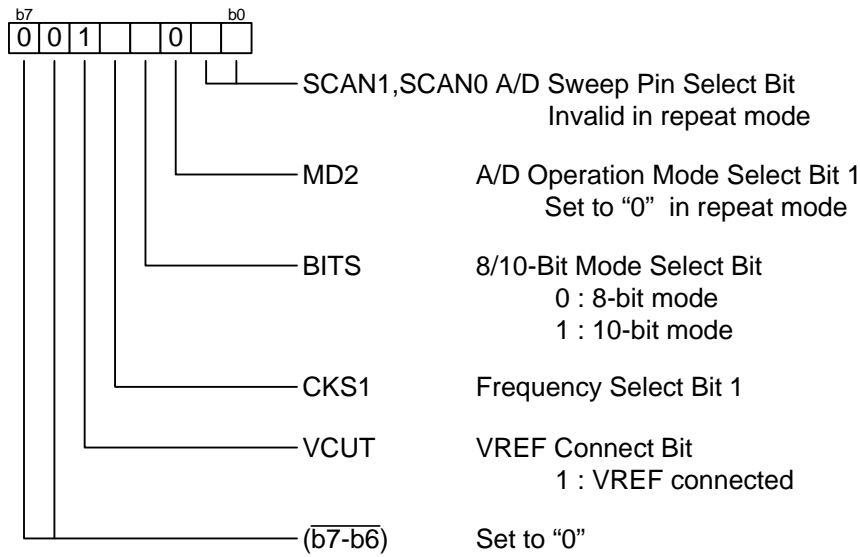 b7 b0
0 0 1 0
SCAN1,SCAN0 A/D Sweep Pin Select Bit
Invalid in repeat mode
MD2 A/D Operation Mode Select Bit 1
Set to “0” in repeat mode
BITS 8/10-Bit Mode Select Bit
0 : 8-bit mode
1 : 10-bit mode
CKS1 Frequency Select Bit 1
VCUT VREF Connect Bit
1 : VREF connected
(b7-b6) Set to “0”